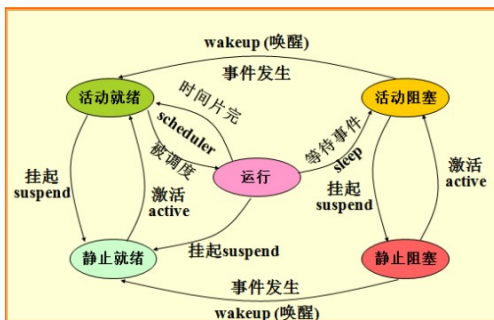 wakeup (唤醒)
事件发生
活动就绪
活动阻塞
时间片完
scheduler
被调度
等待事件
sleep
运行
挂起
suspend
激活
active
挂起
suspend
激活
active
挂起suspend
静止就绪
静止阻塞
事件发生
wakeup (唤醒)